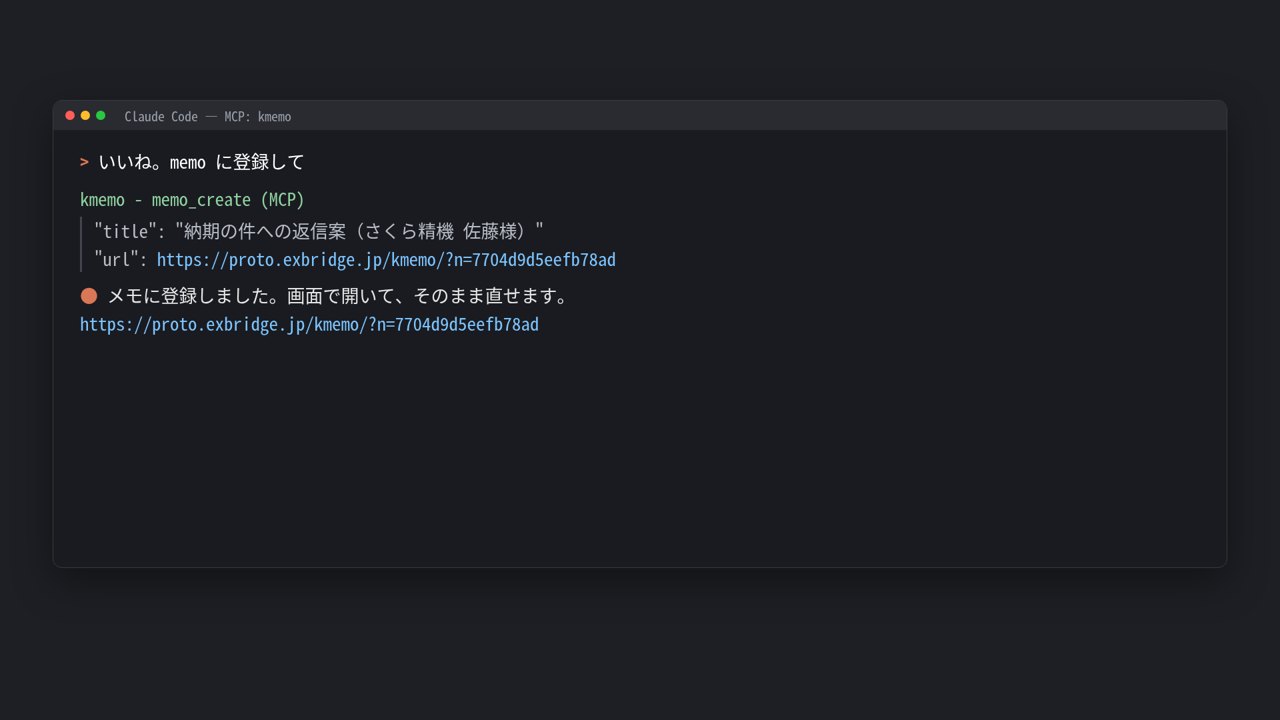 Claude Code — MCP: kmemo
> いいね。memo に登録して
kmemo - memo_create (MCP)
"title": "納期の件への返信案（さくら精機 佐藤様）"
"url": https://proto.exbridge.jp/kmemo/?n=7704d9d5eefb78ad
メモに登録しました。画面で開いて、そのまま直せます。
https://proto.exbridge.jp/kmemo/?n=7704d9d5eefb78ad